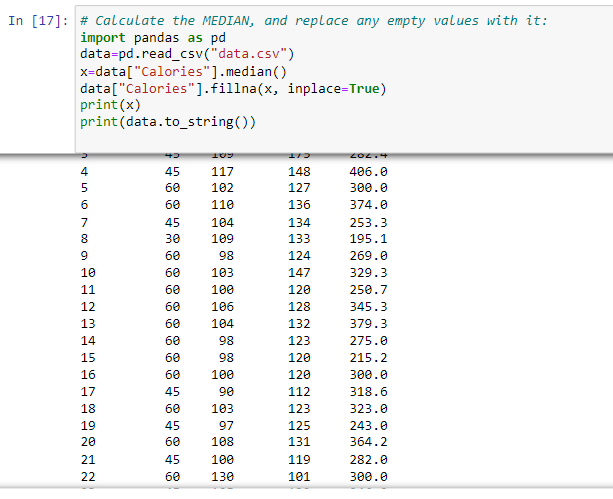 In [17]: # Calculate the MEDIAN, and replace any empty values with it:
import pandas as pd
data=pd.read_csv("data.csv")
x=data["Calories"].median()
data["Calories"].fillna(x, inplace=True)
print(x)
print(data.to_string())
3 45 109 175 282.4
4 45 117 148 406.0
5 60 102 127 300.0
6 60 110 136 374.0
7 45 104 134 253.3
8 30 109 133 195.1
9 60 98 124 269.0
10 60 103 147 329.3
11 60 100 120 250.7
12 60 106 128 345.3
13 60 104 132 379.3
14 60 98 123 275.0
15 60 98 120 215.2
16 60 100 120 300.0
17 45 90 112 318.6
18 60 103 123 323.0
19 45 97 125 243.0
20 60 108 131 364.2
21 45 100 119 282.0
22 60 130 101 300.0